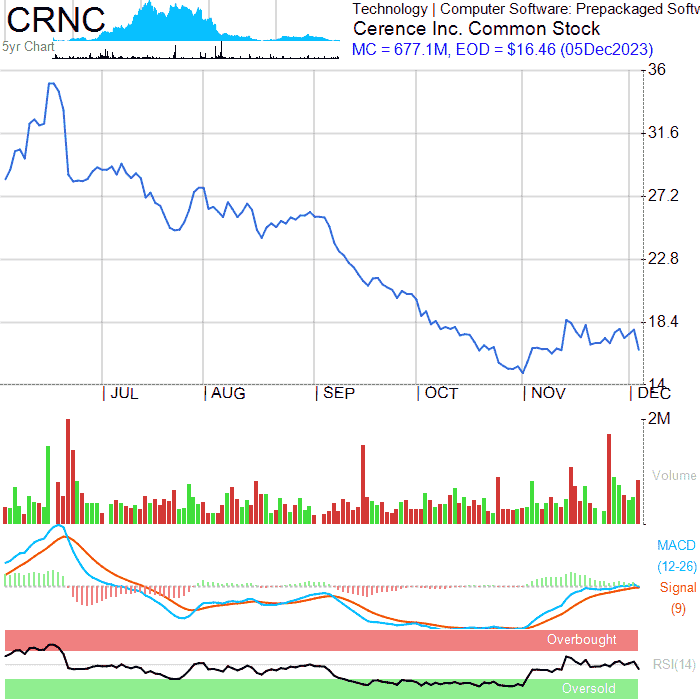 CRNC
5yr Chart
Technology | Computer Software: Prepackaged Softw
Cerence Inc. Common Stock
MC = 677.1M, EOD = $16.46 (05Dec2023)
36
31.6
27.2
22.8
18.4
14
| JUL | AUG | SEP | OCT | NOV | DEC
2M
Volume
MACD
(12-26)
Signal
(9)
Overbought
RSI(14)
Oversold